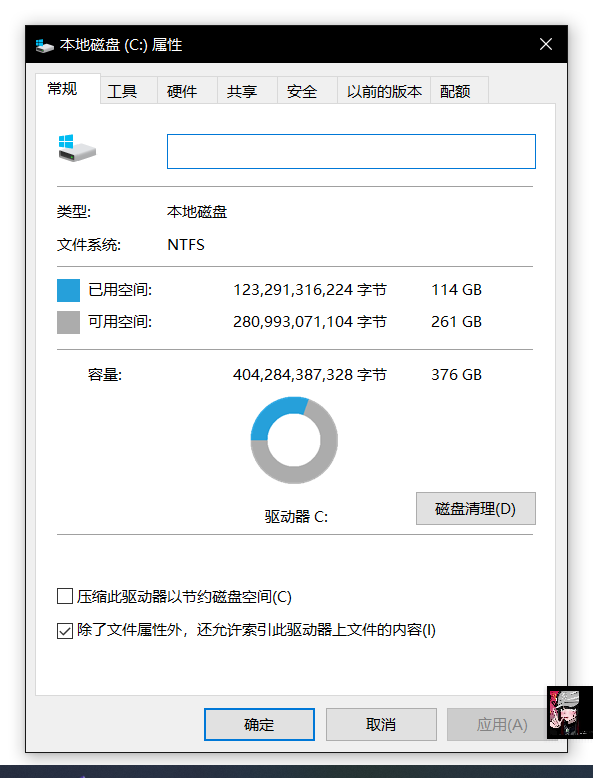 本地磁盘 (C:) 属性
常规 工具 硬件 共享 安全 以前的版本 配额
类型: 本地磁盘
文件系统: NTFS
已用空间: 123,291,316,224 字节 114 GB
可用空间: 280,993,071,104 字节 261 GB
容量: 404,284,387,328 字节 376 GB
驱动器 C: 磁盘清理(D)
压缩此驱动器以节约磁盘空间(C)
除了文件属性外，还允许索引此驱动器上文件的内容(I)
确定 取消 应用(A)